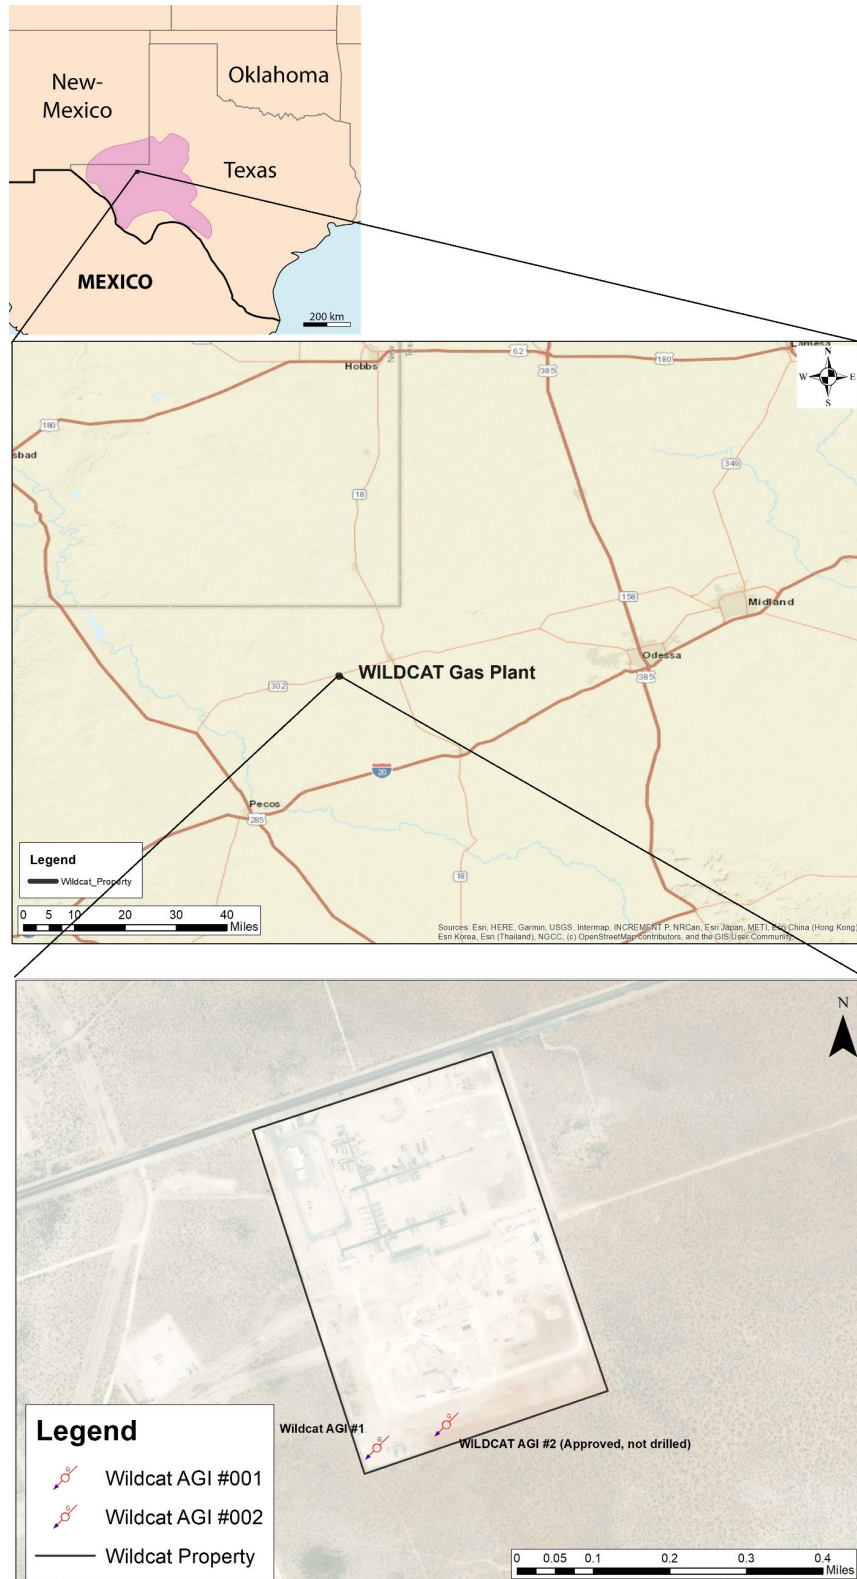 New-
Mexico
Oklahoma
Texas
MEXICO
200 km
Hobbs
New
62
180
Lamesa
385
N
W E
S
180
sbad
349
18
158
Midland
Odessa
385
302
WILDCAT Gas Plant
20
Pecos
285
18
Legend
Wildcat_Property
0 5 10 20 30 40
Miles
Sources: Esri, HERE, Garmin, USGS, Intermap, INCREMENT P, NRCan, Esri Japan, METI, Esri China (Hong Kong)
Esri Korea, Esri (Thailand), NGCC, (c) OpenStreetMap contributors, and the GIS User Community
N
Wildcat AGI #1
G
G
WILDCAT AGI #2 (Approved, not drilled)
Legend
G
Wildcat AGI #001
G
Wildcat AGI #002
Wildcat Property
0 0.05 0.1 0.2 0.3 0.4
Miles